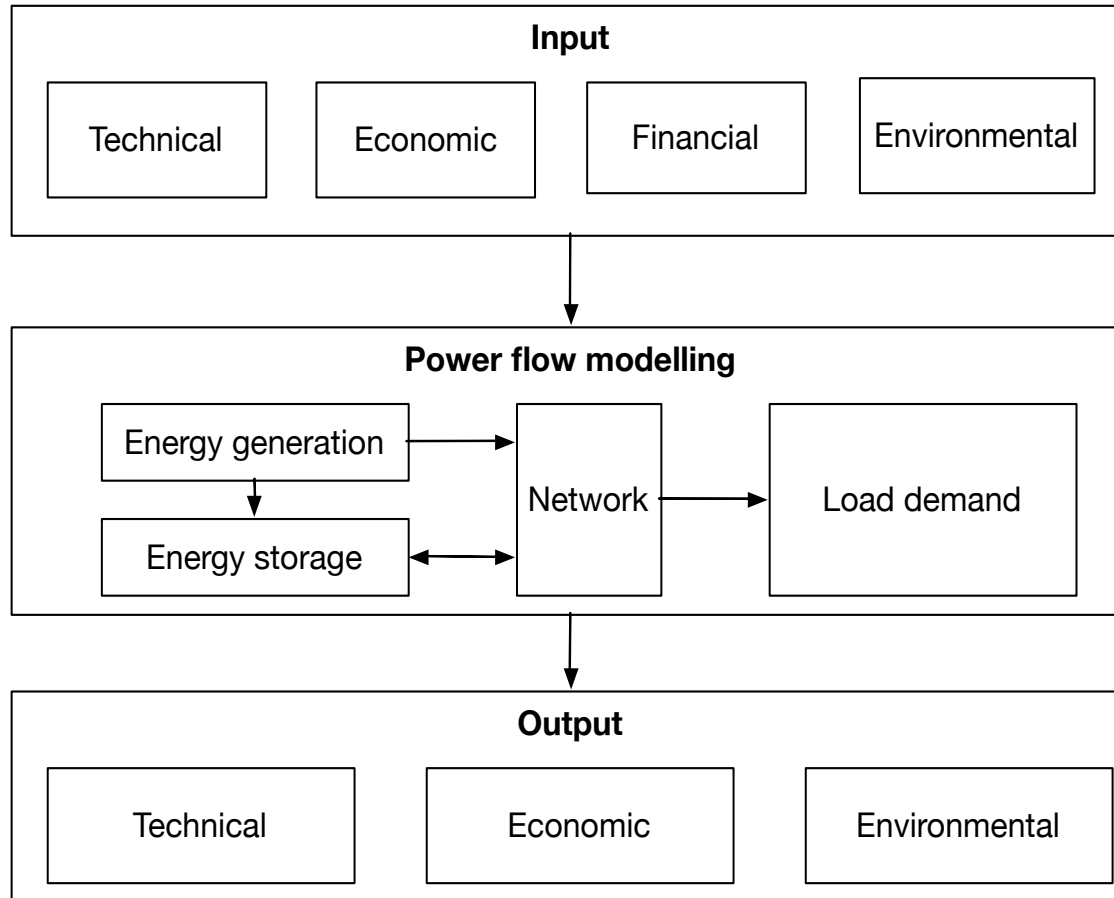 Input
Technical
Economic
Financial
Environmental
Power flow modelling
Energy generation
Energy storage
Network
Load demand
Output
Technical
Economic
Environmental